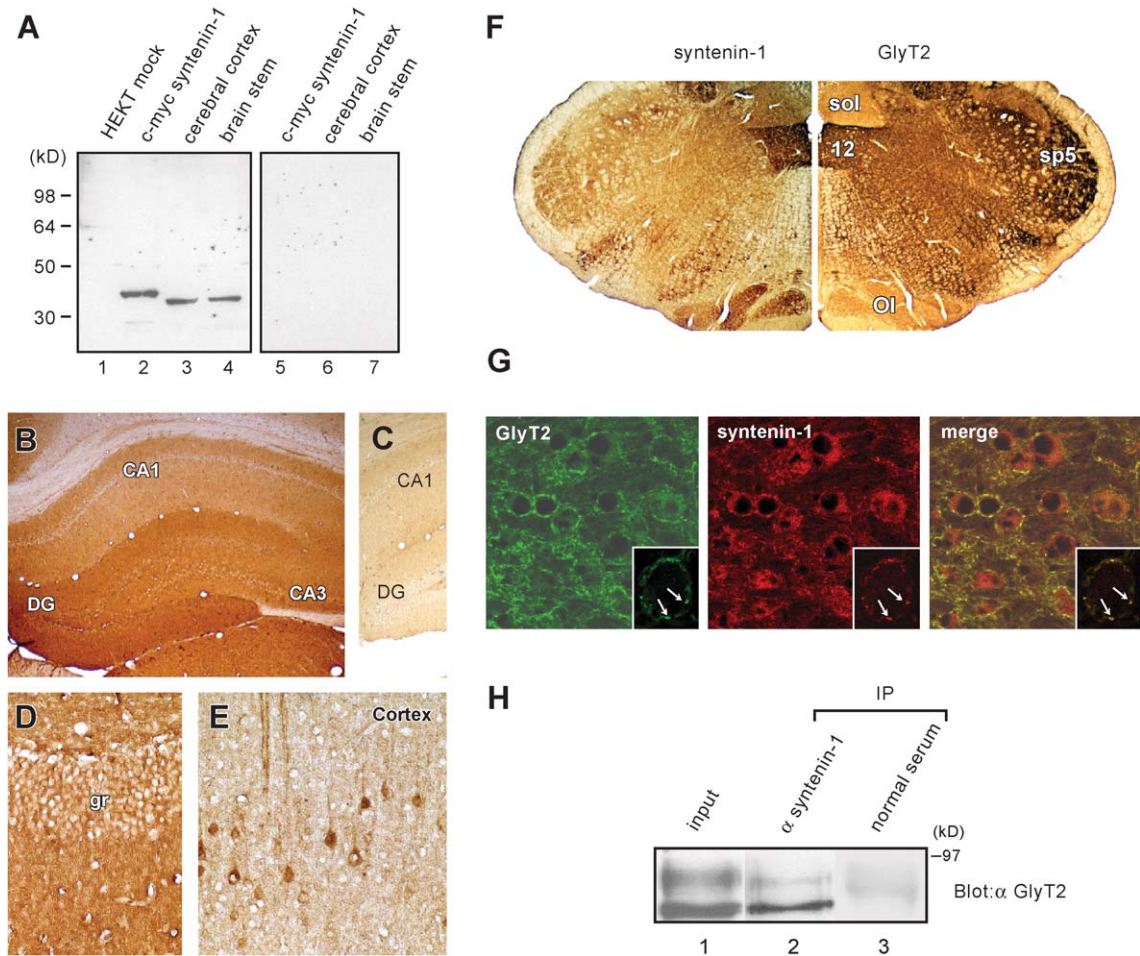 A
HEKT mock
c-myc syntenin-1
cerebral cortex
brain stem
c-myc syntenin-1
cerebral cortex
brain stem
(kD)
98
64
50
30
1 2 3 4 5 6 7
B
CA1
CA3
DG
C
CA1
DG
D
gr
E
Cortex
F
syntenin-1 GlyT2
sol
12
sp5
OI
G
GlyT2
syntenin-1
merge
H
IP
input
α syntenin-1
normal serum
(kD)
97
Blot:α GlyT2
1 2 3